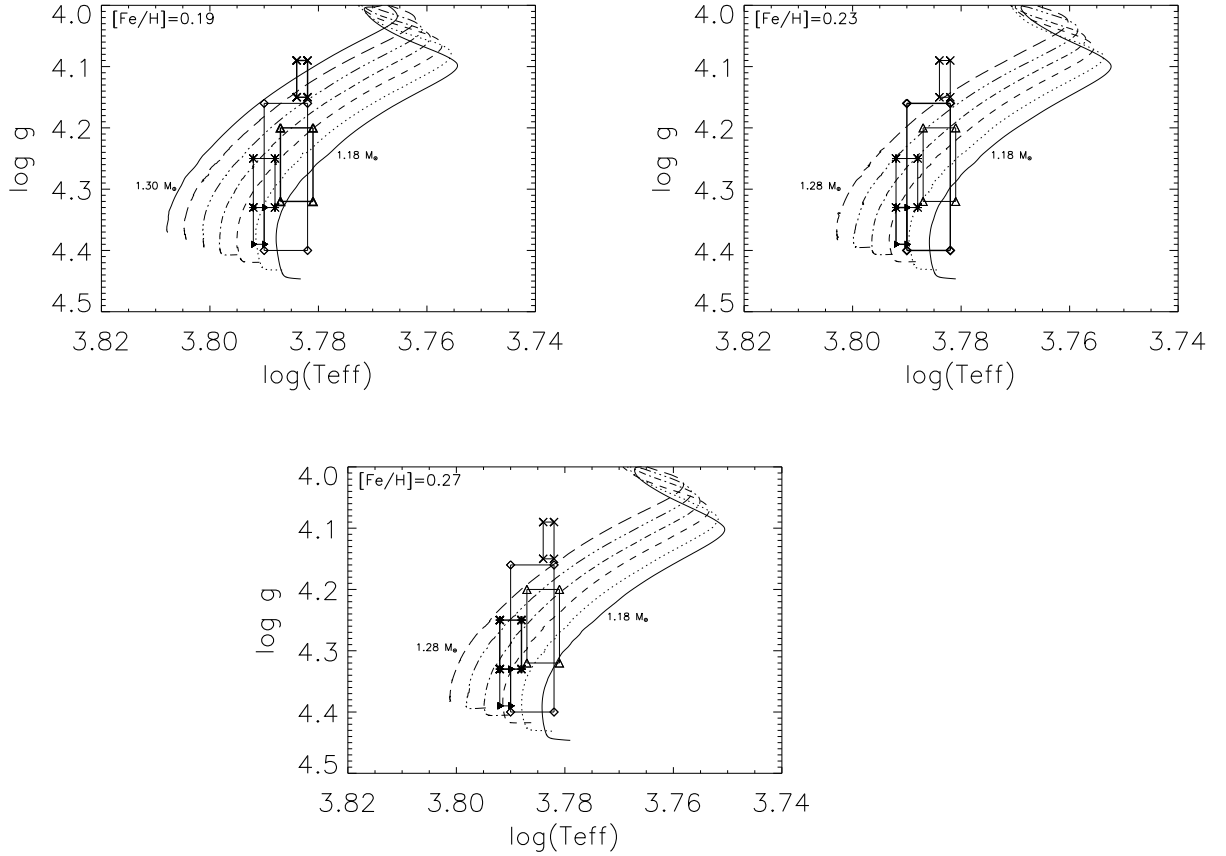 [Fe/H]=0.19
4.0
4.1
4.2
4.3
4.4
4.5
log g
1.30 M⊙
1.18 M⊙
3.82 3.80 3.78 3.76 3.74
log(Teff)
[Fe/H]=0.23
4.0
4.1
4.2
4.3
4.4
4.5
log g
1.28 M⊙
1.18 M⊙
3.82 3.80 3.78 3.76 3.74
log(Teff)
[Fe/H]=0.27
4.0
4.1
4.2
4.3
4.4
4.5
log g
1.28 M⊙
1.18 M⊙
3.82 3.80 3.78 3.76 3.74
log(Teff)